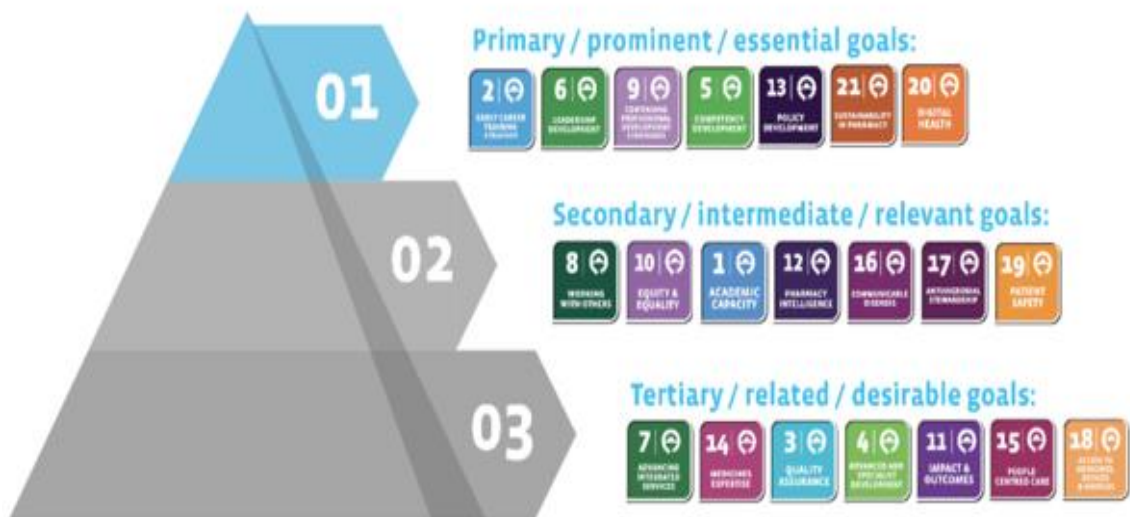 01
Primary / prominent / essential goals:
2 6 9 5 13 21 20
EARLY CAREER TRAINING STRATEGY
LEADERSHIP DEVELOPMENT
CONTINUING PROFESSIONAL DEVELOPMENT STRATEGIES
COMPETENCY DEVELOPMENT
POLICY DEVELOPMENT
SUSTAINABILITY IN PHARMACY
DIGITAL HEALTH
02
Secondary / intermediate / relevant goals:
8 10 1 12 16 17 19
WORKING WITH OTHERS
EQUITY & EQUALITY
ACADEMIC CAPACITY
PHARMACY INTELLIGENCE
COMMUNICABLE DISEASES
ANTIMICROBIAL STEWARDSHIP
PATIENT SAFETY
03
Tertiary / related / desirable goals:
7 14 3 4 11 15 18
ADVANCING INTEGRATED SERVICES
MEDICINES EXPERTISE
QUALITY ASSURANCE
ADVANCED AND SPECIALIST DEVELOPMENT
IMPACT & OUTCOMES
PEOPLE CENTRED CARE
ACCESS TO MEDICINES, DEVICES & SERVICES